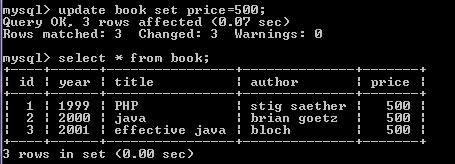 mysql> update book set price=500;
Query OK, 3 rows affected (0.07 sec)
Rows matched: 3  Changed: 3  Warnings: 0
mysql> select * from book;
+----+------+----------------+--------------+-------+
| id | year | title          | author       | price |
+----+------+----------------+--------------+-------+
|  1 | 1999 | PHP            | stig saether |   500 |
|  2 | 2000 | java           | brian goetz  |   500 |
|  3 | 2001 | effective java | bloch        |   500 |
+----+------+----------------+--------------+-------+
3 rows in set (0.00 sec)